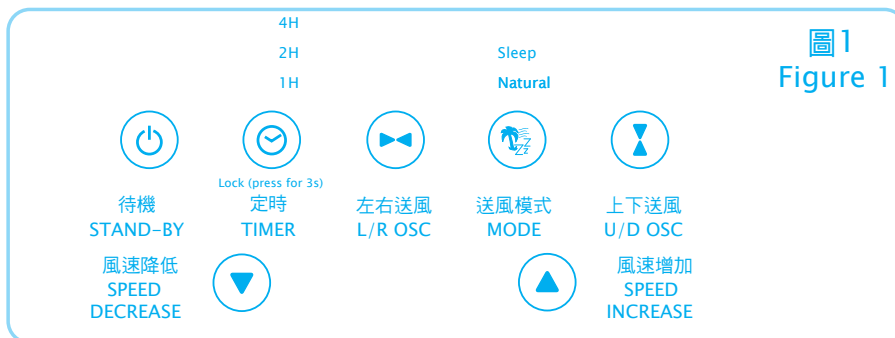 4H
2H
Sleep
圖1
1H
Natural
Figure 1
Lock (press for 3s)
待機
定時
左右送風
送風模式
上下送風
STAND-BY
TIMER
L/R OSC
MODE
U/D OSC
風速降低
SPEED
DECREASE
風速增加
SPEED
INCREASE